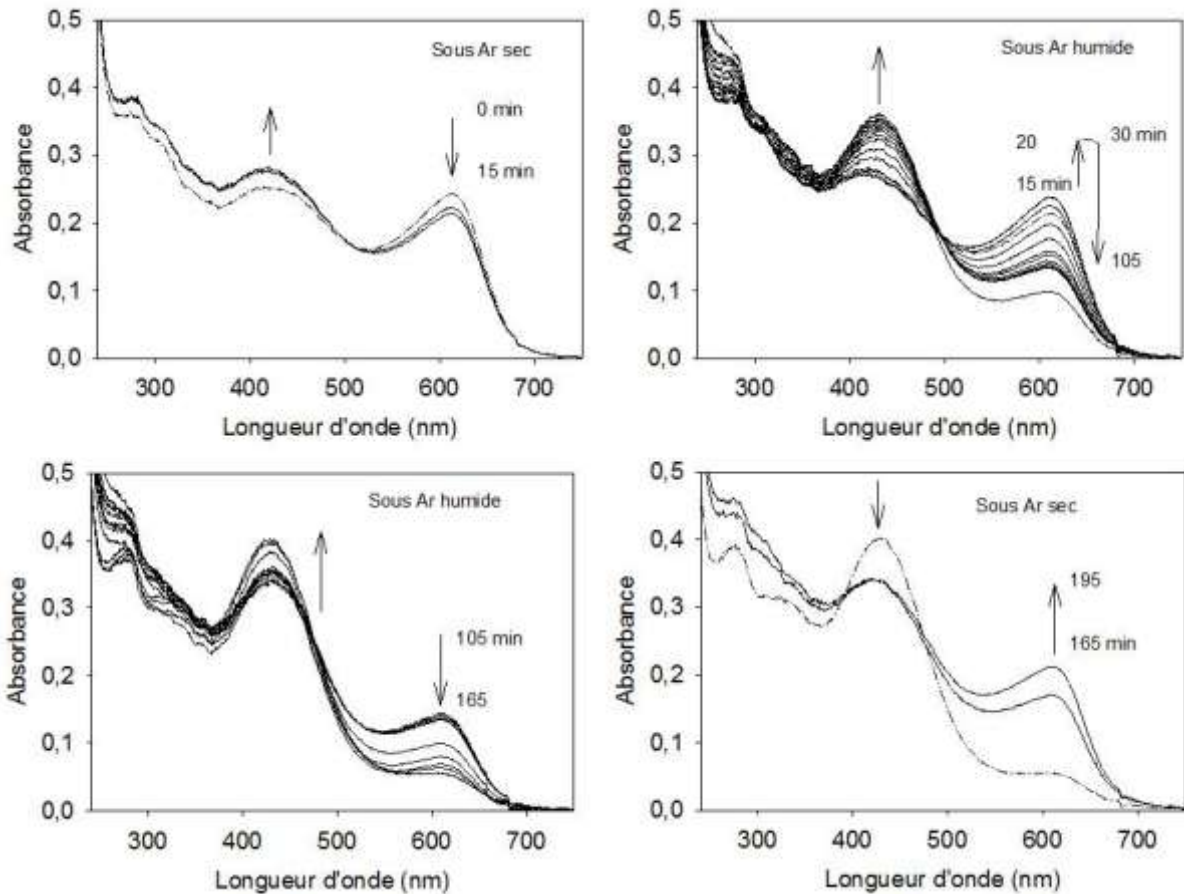 0,5
0,4
0,3
0,2
0,1
0,0
Absorbance
Sous Ar sec
0 min
15 min
300 400 500 600 700
Longueur d'onde (nm)
0,5
0,4
0,3
0,2
0,1
0,0
Absorbance
Sous Ar humide
20 30 min
15 min
105
300 400 500 600 700
Longueur d'onde (nm)
0,5
0,4
0,3
0,2
0,1
0,0
Absorbance
Sous Ar humide
105 min
165
300 400 500 600 700
Longueur d'onde (nm)
0,5
0,4
0,3
0,2
0,1
0,0
Absorbance
Sous Ar sec
195
165 min
300 400 500 600 700
Longueur d'onde (nm)